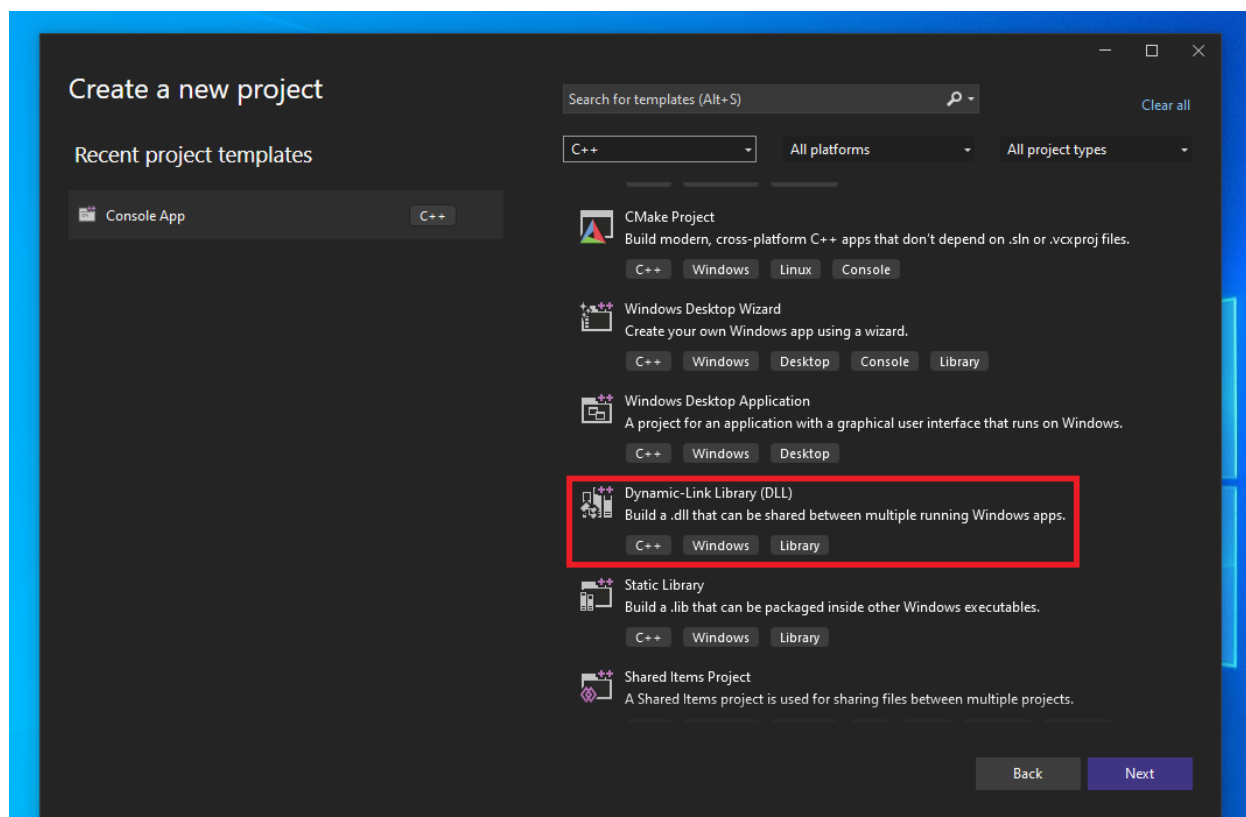 Create a new project
Search for templates (Alt+S)
Clear all
Recent project templates
C++
All platforms
All project types
Console App
C++
CMake Project
Build modern, cross-platform C++ apps that don't depend on .sln or .vcxproj files.
C++ Windows Linux Console
Windows Desktop Wizard
Create your own Windows app using a wizard.
C++ Windows Desktop Console Library
Windows Desktop Application
A project for an application with a graphical user interface that runs on Windows.
C++ Windows Desktop
Dynamic-Link Library (DLL)
Build a .dll that can be shared between multiple running Windows apps.
C++ Windows Library
Static Library
Build a .lib that can be packaged inside other Windows executables.
C++ Windows Library
Shared Items Project
A Shared Items project is used for sharing files between multiple projects.
Back
Next